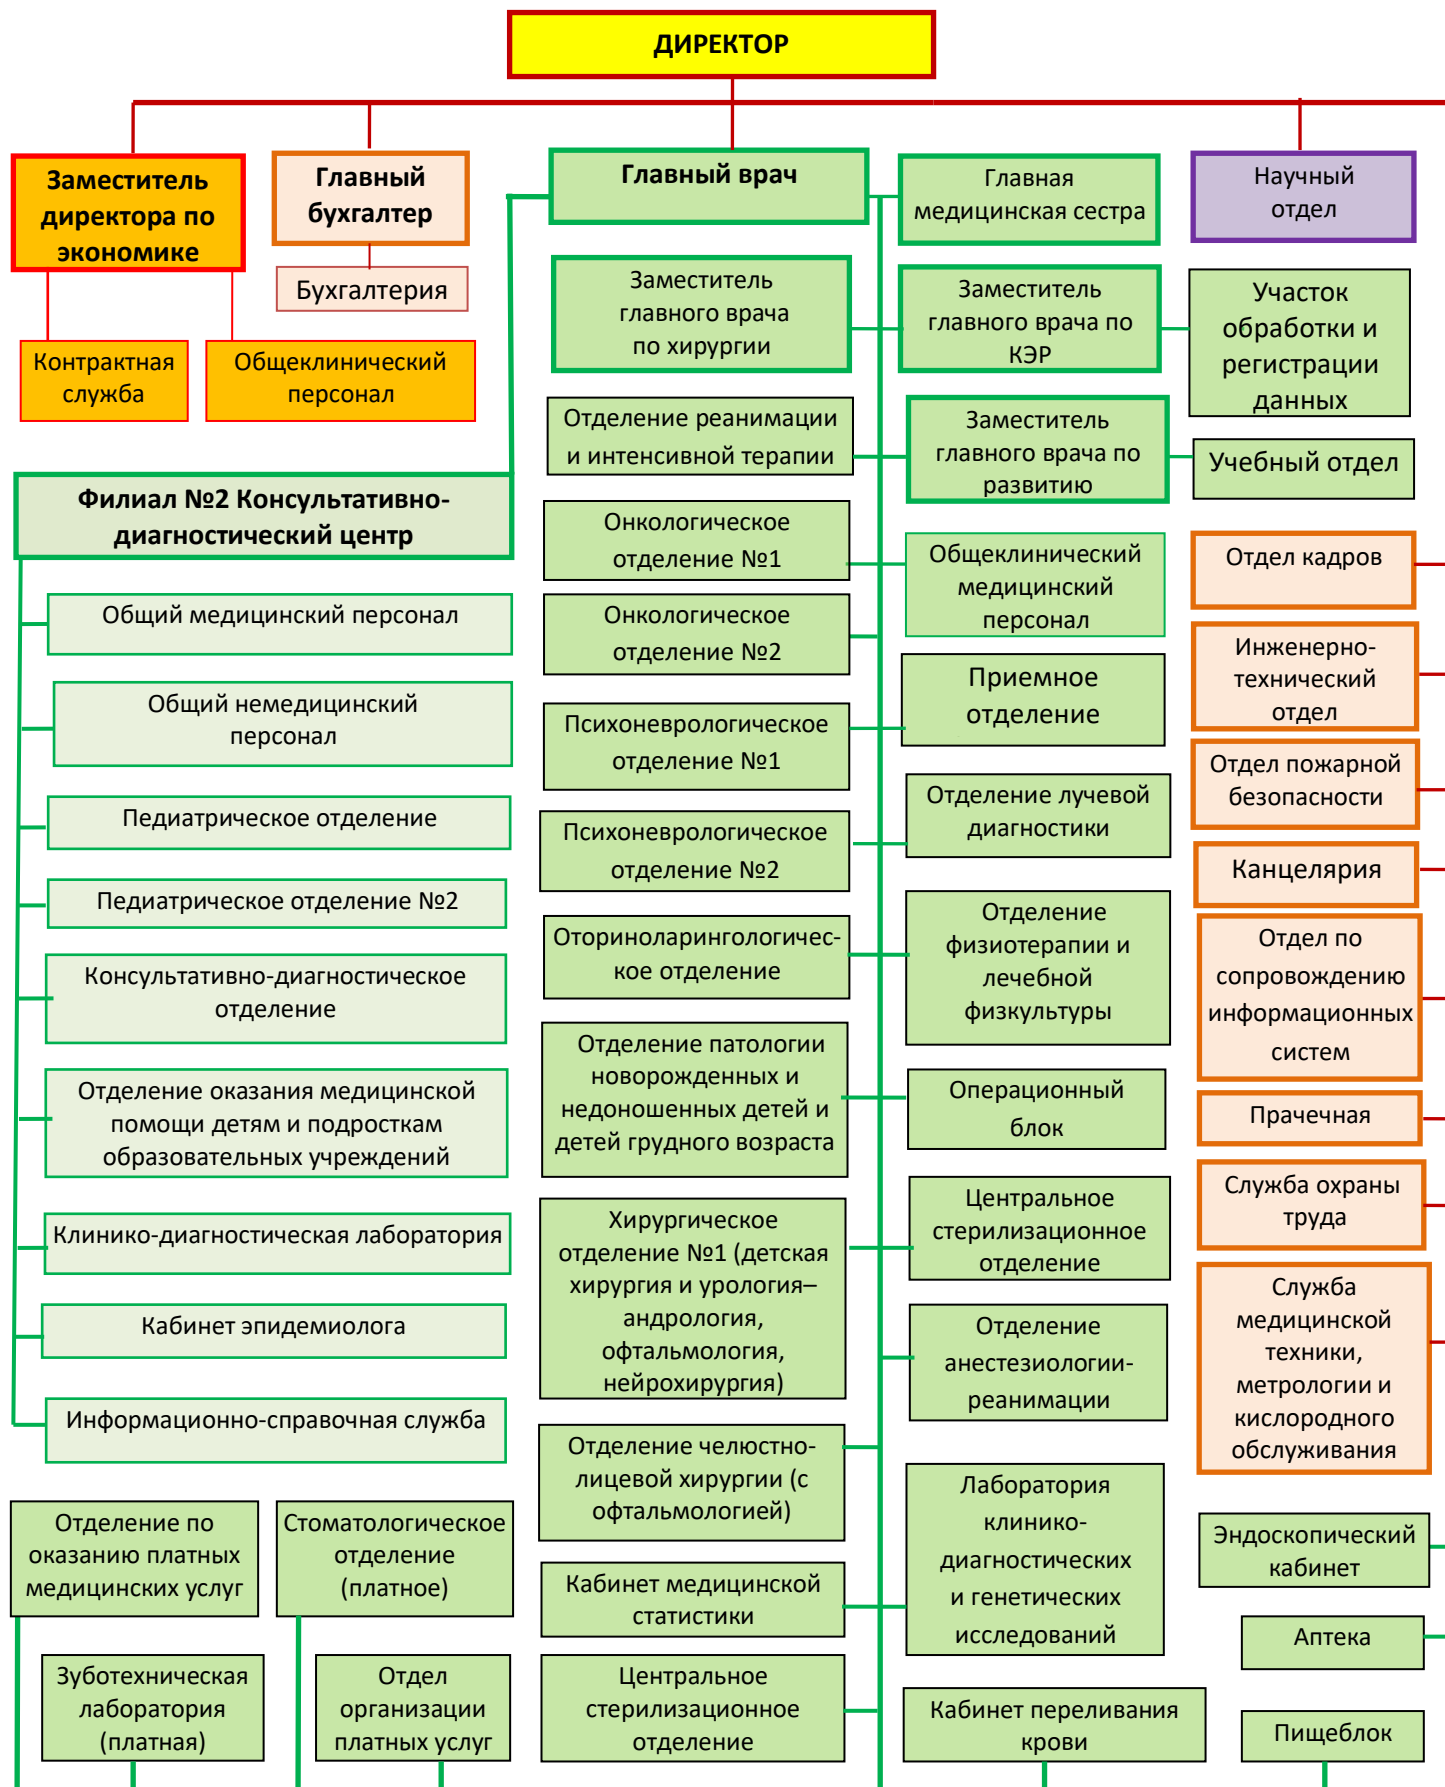 ДИРЕКТОР
Заместитель
директора по
экономике
Главный
бухгалтер
Главный врач
Главная
медицинская сестра
Научный
отдел
Бухгалтерия
Контрактная
служба
Общеклинический
персонал
Заместитель
главного врача
по хирургии
Заместитель
главного врача по
КЭР
Участок
обработки и
регистрации
данных
Отделение реанимации
и интенсивной терапии
Заместитель
главного врача по
развитию
Учебный отдел
Филиал №2 Консультативно-
диагностический центр
Общий медицинский персонал
Общий немедицинский
персонал
Педиатрическое отделение
Педиатрическое отделение №2
Консультативно-диагностическое
отделение
Отделение оказания медицинской
помощи детям и подросткам
образовательных учреждений
Клинико-диагностическая лаборатория
Кабинет эпидемиолога
Информационно-справочная служба
Онкологическое
отделение №1
Онкологическое
отделение №2
Психоневрологическое
отделение №1
Психоневрологическое
отделение №2
Оториноларингологичес-
кое отделение
Отделение патологии
новорожденных и
недоношенных детей и
детей грудного возраста
Хирургическое
отделение №1 (детская
хирургия и урология–
андрология,
офтальмология,
нейрохирургия)
Отделение челюстно-
лицевой хирургии (с
офтальмологией)
Кабинет медицинской
статистики
Центральное
стерилизационное
отделение
Общеклинический
медицинский
персонал
Приемное
отделение
Отделение лучевой
диагностики
Отделение
физиотерапии и
лечебной
физкультуры
Операционный
блок
Центральное
стерилизационное
отделение
Отделение
анестезиологии-
реанимации
Лаборатория
клинико-
диагностических
и генетических
исследований
Кабинет переливания
крови
Отдел кадров
Инженерно-
технический
отдел
Отдел пожарной
безопасности
Канцелярия
Отдел по
сопровождению
информационных
систем
Прачечная
Служба охраны
труда
Служба
медицинской
техники,
метрологии и
кислородного
обслуживания
Эндоскопический
кабинет
Аптека
Пищеблок
Отделение по
оказанию платных
медицинских услуг
Стоматологическое
отделение
(платное)
Зуботехническая
лаборатория
(платная)
Отдел
организации
платных услуг